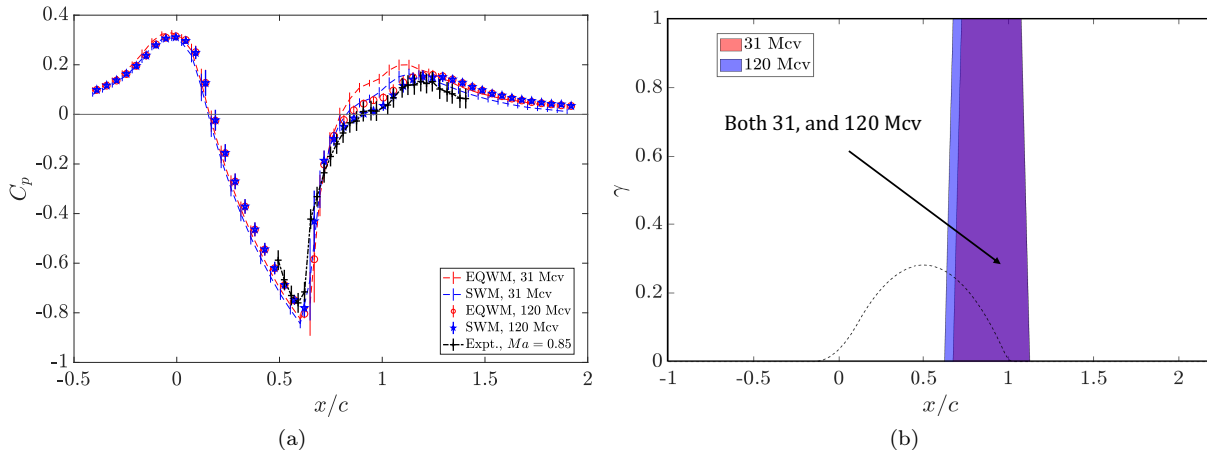 0.4
0.2
0
-0.2
-0.4
-0.6
-0.8
-1
C_p
-0.5
0
0.5
1
1.5
2
x/c
EQWM, 31 Mcv
SWM, 31 Mcv
EQWM, 120 Mcv
SWM, 120 Mcv
Expt., Ma = 0.85
(a)
1
0.8
0.6
0.4
0.2
0
γ
31 Mcv
120 Mcv
Both 31, and 120 Mcv
-1
-0.5
0
0.5
1
1.5
2
x/c
(b)